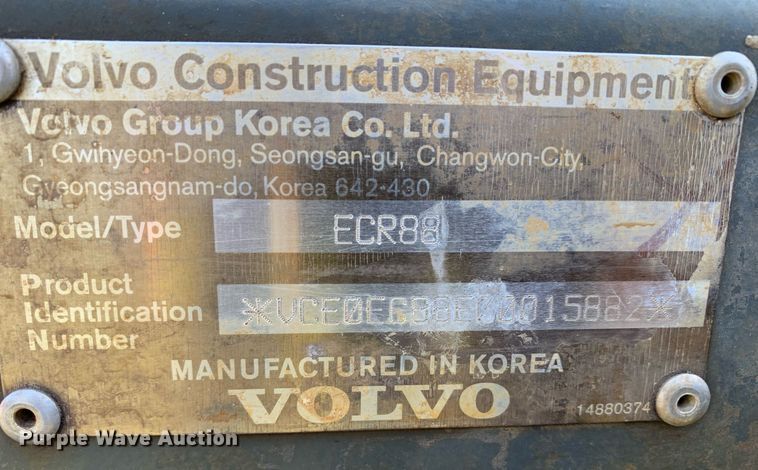 Volvo Construction Equipment
Volvo Group Korea Co. Ltd.
1, Gwihyeon-Dong, Seongsan-gu, Changwon-City,
Gyeongsangnam-do, Korea 642-430
Model/Type ECR88
Product
Identification
Number
MANUFACTURED IN KOREA
VOLVO
14880374
Purple Wave Auction